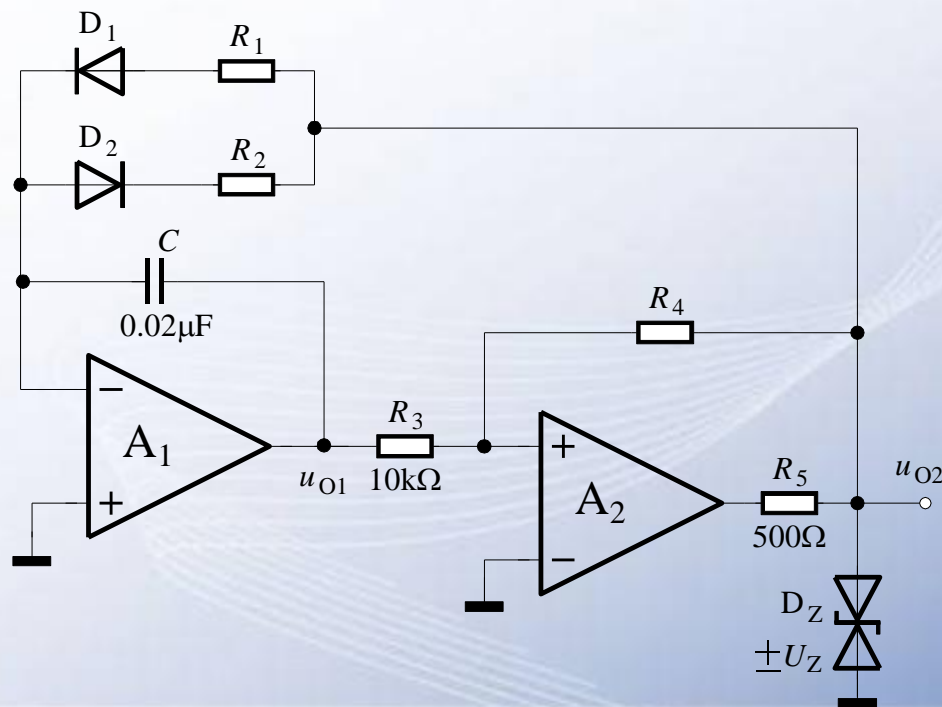 D1
R1
D2
R2
C
0.02μF
R4
−
A1
+
uO1
R3
10kΩ
+
A2
−
R5
500Ω
uO2
DZ
±UZ